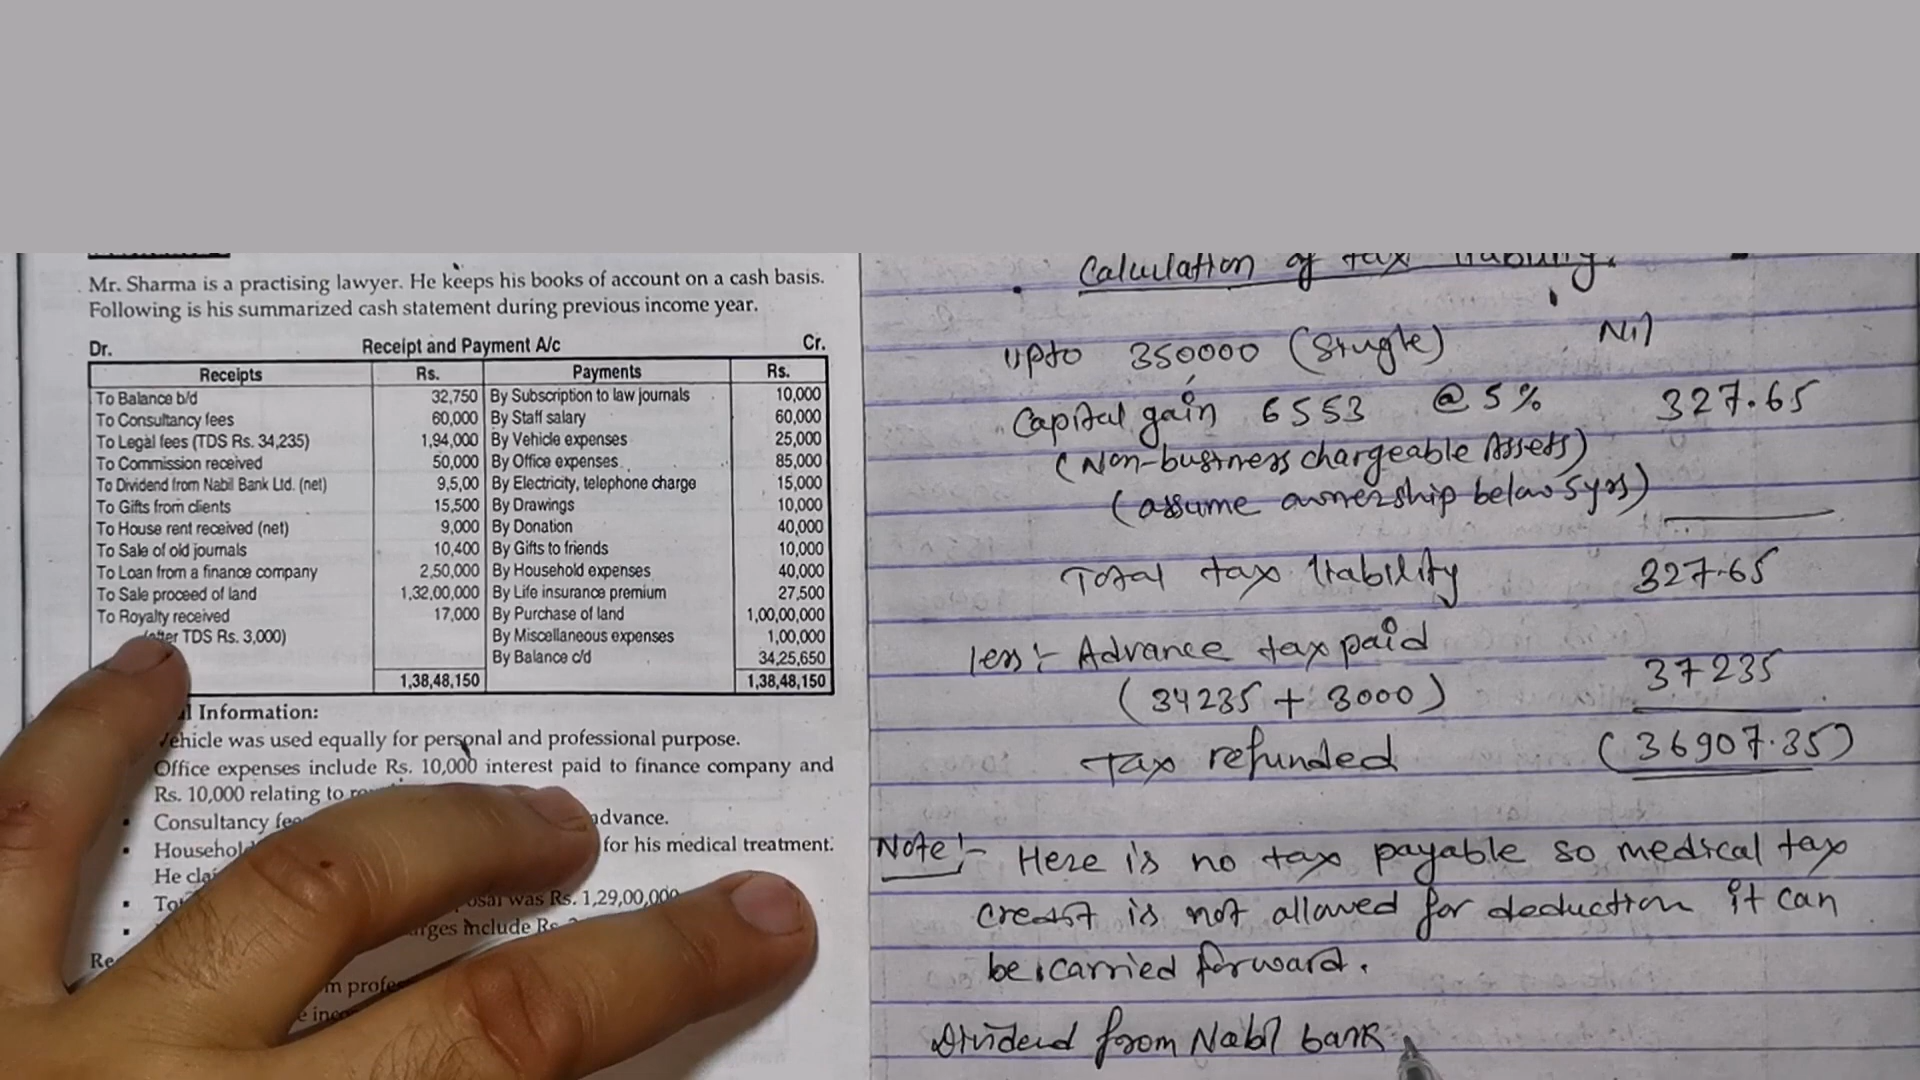 Mr. Sharma is a practising lawyer. He keeps his books of account on a cash basis.
Following is his summarized cash statement during previous income year.
Dr. Receipt and Payment A/c Cr.
Receipts Rs. Payments Rs.
To Balance b/d 32,750 By Subscription to law journals 10,000
To Consultancy fees 60,000 By Staff salary 60,000
To Legal fees (TDS Rs. 34,235) 1,94,000 By Vehicle expenses 25,000
To Commission received 50,000 By Office expenses 85,000
To Dividend from Nabil Bank Ltd. (net) 9,5,00 By Electricity, telephone charge 15,000
To Gifts from clients 15,500 By Drawings 10,000
To House rent received (net) 9,000 By Donation 40,000
To Sale of old journals 10,400 By Gifts to friends 10,000
To Loan from a finance company 2,50,000 By Household expenses 40,000
To Sale proceed of land 1,32,00,000 By Life insurance premium 27,500
To Royalty received 17,000 By Purchase of land 1,00,00,000
TDS Rs. 3,000) By Miscellaneous expenses 1,00,000
By Balance c/d 34,25,650
1,38,48,150 1,38,48,150
Information:
Vehicle was used equally for personal and professional purpose.
Office expenses include Rs. 10,000 interest paid to finance company and
Rs. 10,000 relating to
• Consultancy advance.
• for his medical treatment.
He
• was Rs. 1,29,00,000
• include
Calculation of tax liability.
upto 350000 (Single) Nil
Capital gain 6553 @ 5% 327.65
(Non-business chargeable Assets)
(assume ownership below 5yrs)
Total tax liability 327.65
less:- Advance tax paid
(34235 + 3000) 37235
Tax refunded (36907.35)
Note:- Here is no tax payable so medical tax
credit is not allowed for deduction it can
be carried forward.
Dividend from Nabil bank